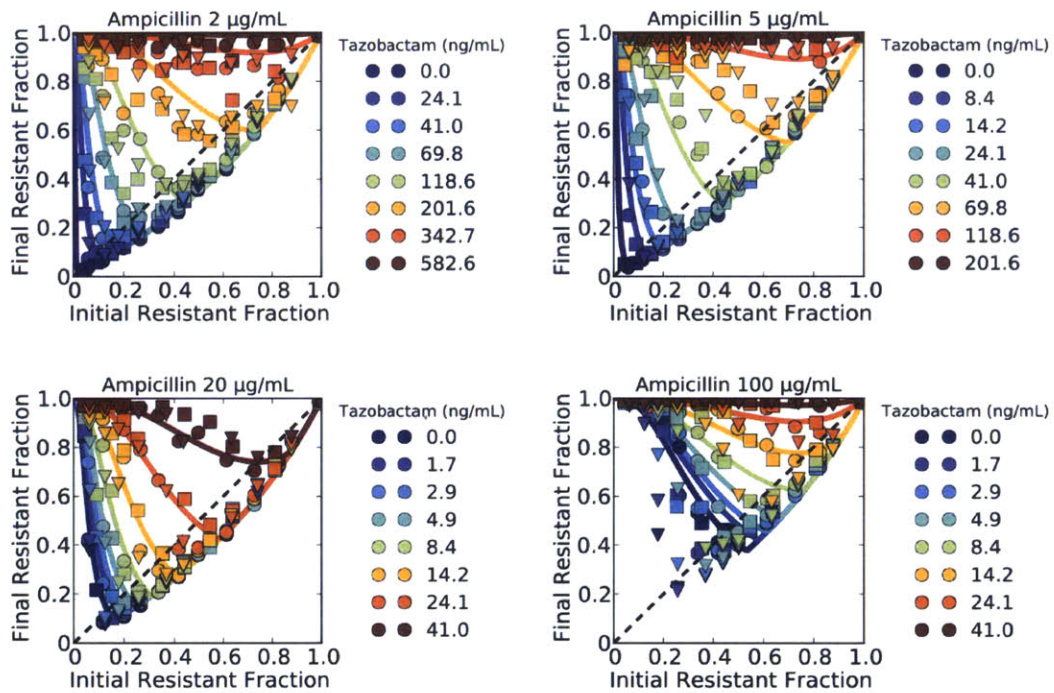 Ampicillin 2 µg/mL
Final Resistant Fraction
1.0
0.8
0.6
0.4
0.2
0
0 0.2 0.4 0.6 0.8 1.0
Initial Resistant Fraction
Tazobactam (ng/mL)
0.0
24.1
41.0
69.8
118.6
201.6
342.7
582.6
Ampicillin 5 µg/mL
Final Resistant Fraction
1.0
0.8
0.6
0.4
0.2
0
0 0.2 0.4 0.6 0.8 1.0
Initial Resistant Fraction
Tazobactam (ng/mL)
0.0
8.4
14.2
24.1
41.0
69.8
118.6
201.6
Ampicillin 20 µg/mL
Final Resistant Fraction
1.0
0.8
0.6
0.4
0.2
0
0 0.2 0.4 0.6 0.8 1.0
Initial Resistant Fraction
Tazobactam (ng/mL)
0.0
1.7
2.9
4.9
8.4
14.2
24.1
41.0
Ampicillin 100 µg/mL
Final Resistant Fraction
1.0
0.8
0.6
0.4
0.2
0
0 0.2 0.4 0.6 0.8 1.0
Initial Resistant Fraction
Tazobactam (ng/mL)
0.0
1.7
2.9
4.9
8.4
14.2
24.1
41.0